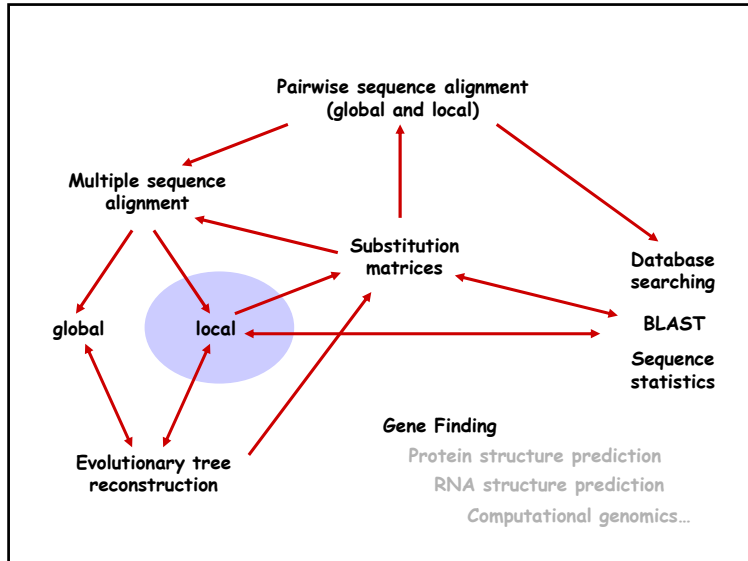 Pairwise sequence alignment
(global and local)
Multiple sequence
alignment
Substitution
matrices
Database
searching
global
local
BLAST
Sequence
statistics
Gene Finding
Evolutionary tree
reconstruction
Protein structure prediction
RNA structure prediction
Computational genomics…